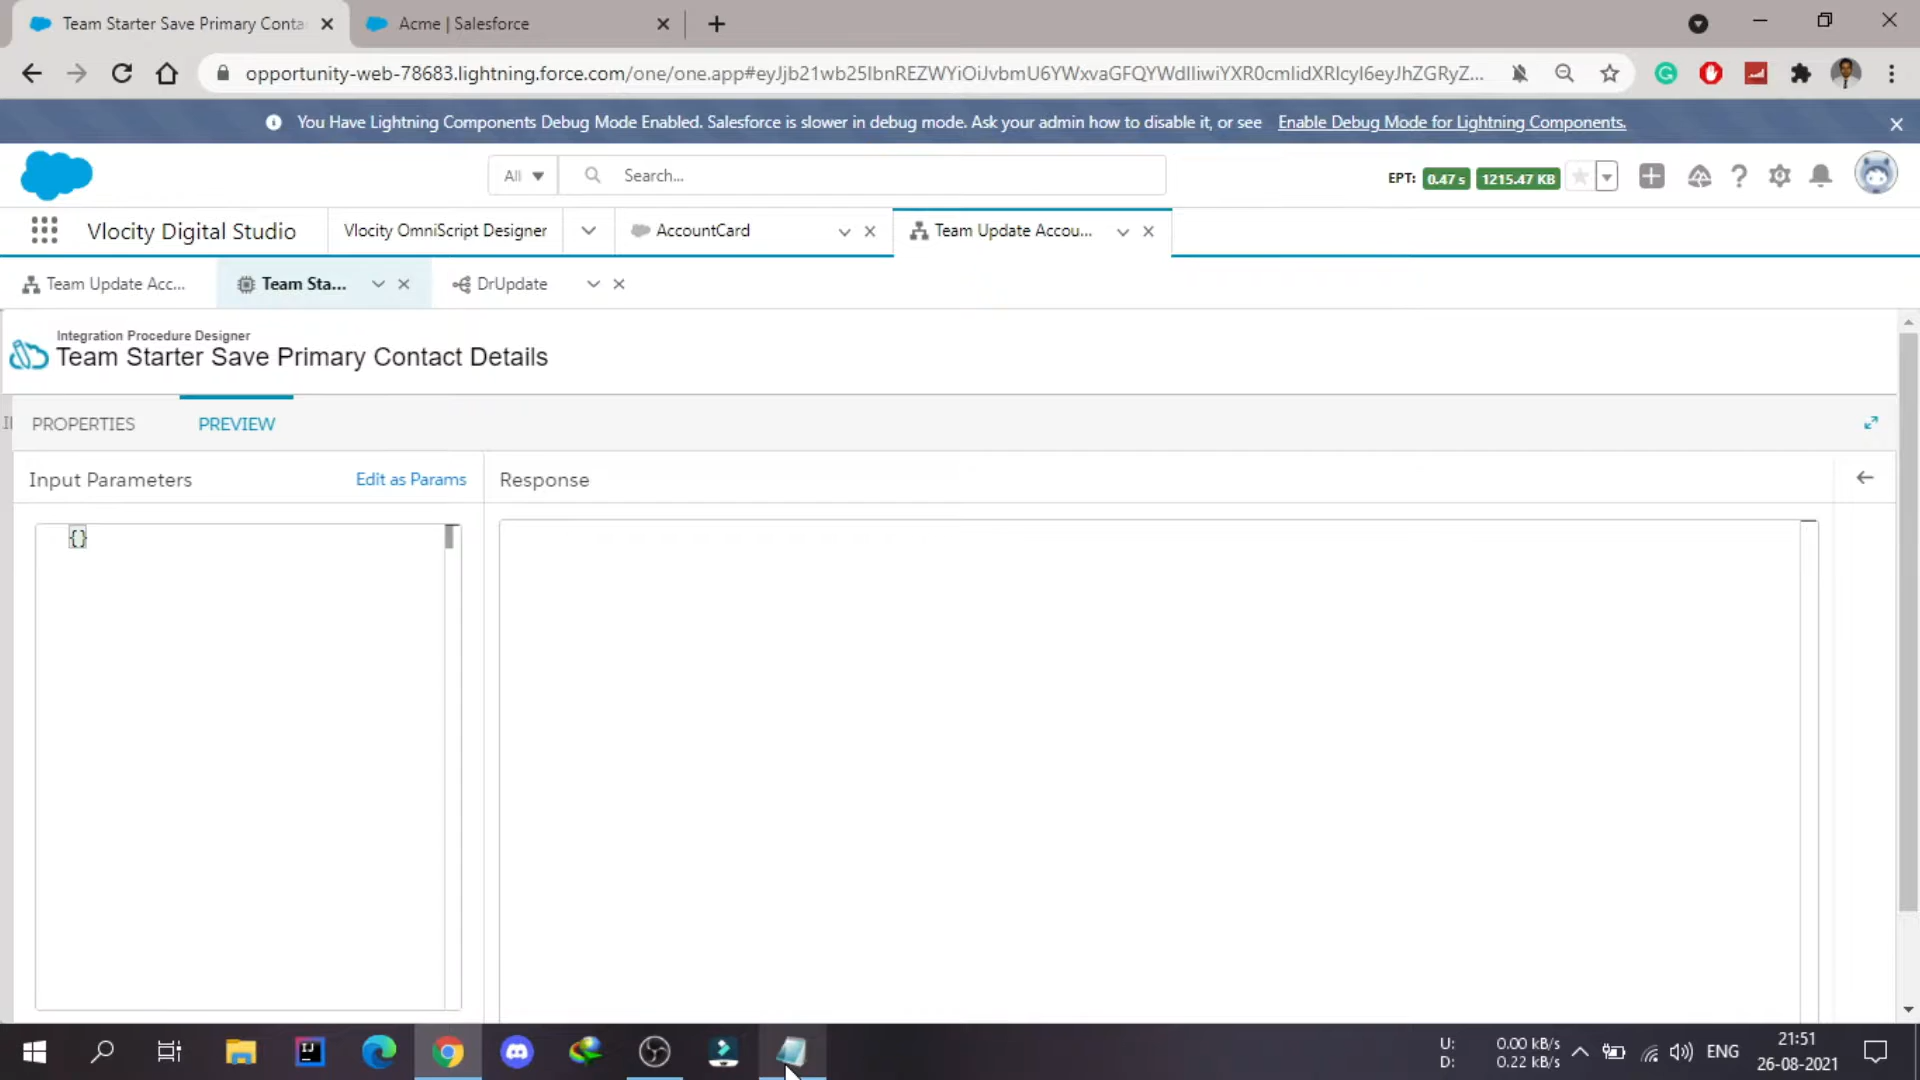 Team Starter Save Primary Conta
Acme | Salesforce
opportunity-web-78683.lightning.force.com/one/one.app#
You Have Lightning Components Debug Mode Enabled. Salesforce is slower in debug mode. Ask your admin how to disable it, or see Enable Debug Mode for Lightning Components.
All
Search...
EPT: 0.47 s 1215.47 KB
Vlocity Digital Studio
Vlocity OmniScript Designer
AccountCard
Team Update Accou...
Team Update Acc...
Team Sta...
DrUpdate
Integration Procedure Designer
Team Starter Save Primary Contact Details
PROPERTIES
PREVIEW
Input Parameters
Edit as Params
Response
{}
U: 0.00 kB/s
D: 0.22 kB/s
ENG
21:51
26-08-2021